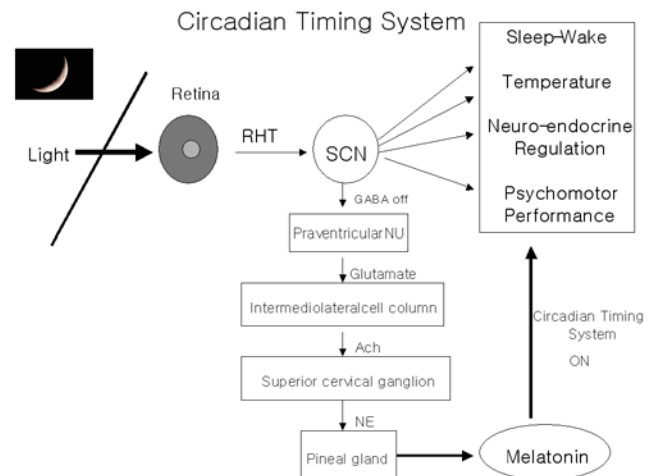 Circadian Timing System
Sleep-Wake
Temperature
Neuro-endocrine
Regulation
Psychomotor
Performance
Retina
Light
RHT
SCN
GABA off
PraventricularNU
Glutamate
Intermediolateralcell column
Ach
Superior cervical ganglion
NE
Pineal gland
Melatonin
Circadian Timing
System
ON